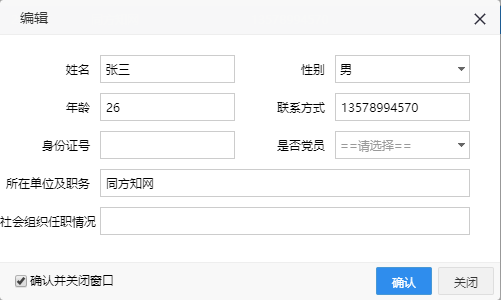 编辑
姓名 张三 性别 男
年龄 26 联系方式 13578994570
身份证号 是否党员 ==请选择==
所在单位及职务 同方知网
社会组织任职情况
确认并关闭窗口 确认 关闭